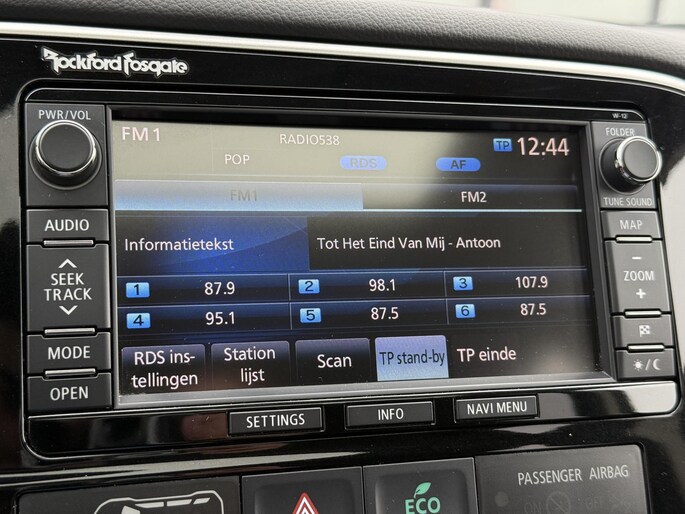 Rockford Fosgate
W-12
PWR/VOL
FOLDER
TUNE SOUND
FM1
RADIO538
TP 12:44
POP
RDS
AF
FM1
FM2
AUDIO
MAP
Informatietekst
Tot Het Eind Van Mij - Antoon
SEEK
TRACK
ZOOM
1 87.9
2 98.1
3 107.9
4 95.1
5 87.5
6 87.5
MODE
RDS ins-
tellingen
Station
lijst
Scan
TP stand-by
TP einde
OPEN
SETTINGS
INFO
NAVI MENU
PASSENGER AIRBAG
ECO